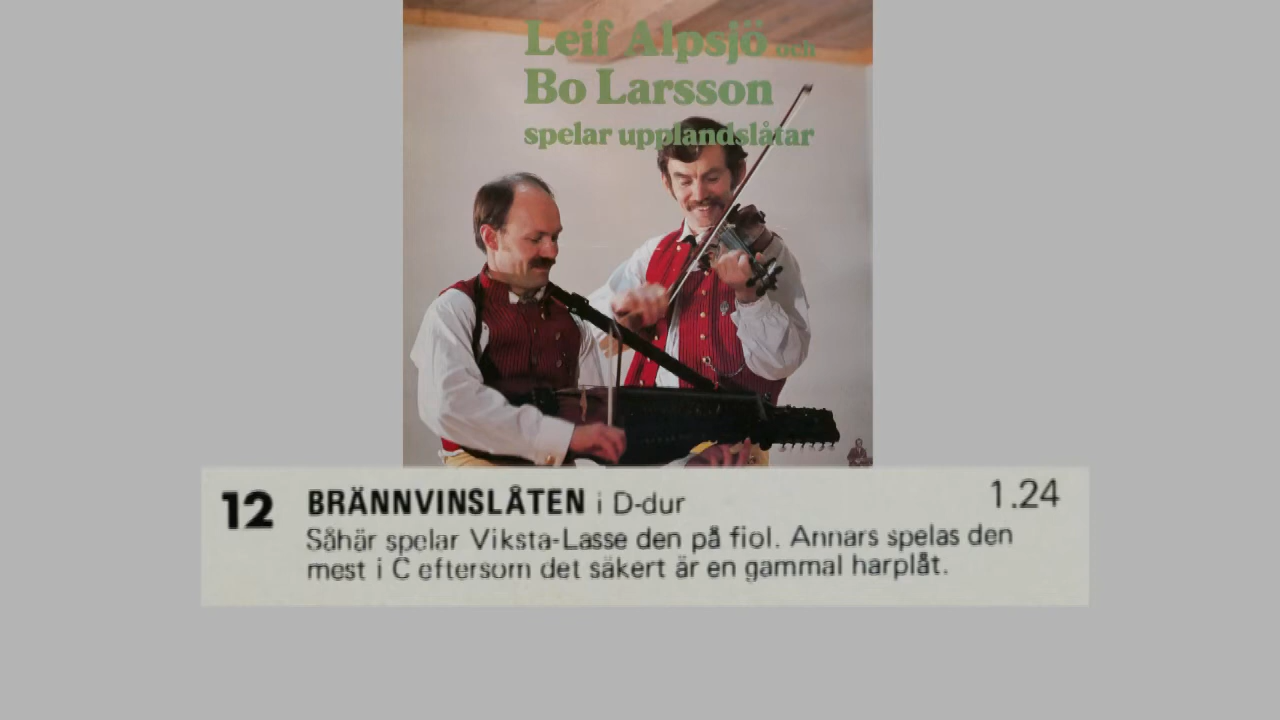 Leif Alpsjö och
Bo Larsson
spelar upplandslåtar
12 BRÄNNVINSLÅTEN i D-dur 1.24
Såhär spelar Viksta-Lasse den på fiol. Annars spelas den
mest i C eftersom det säkert är en gammal harplåt.